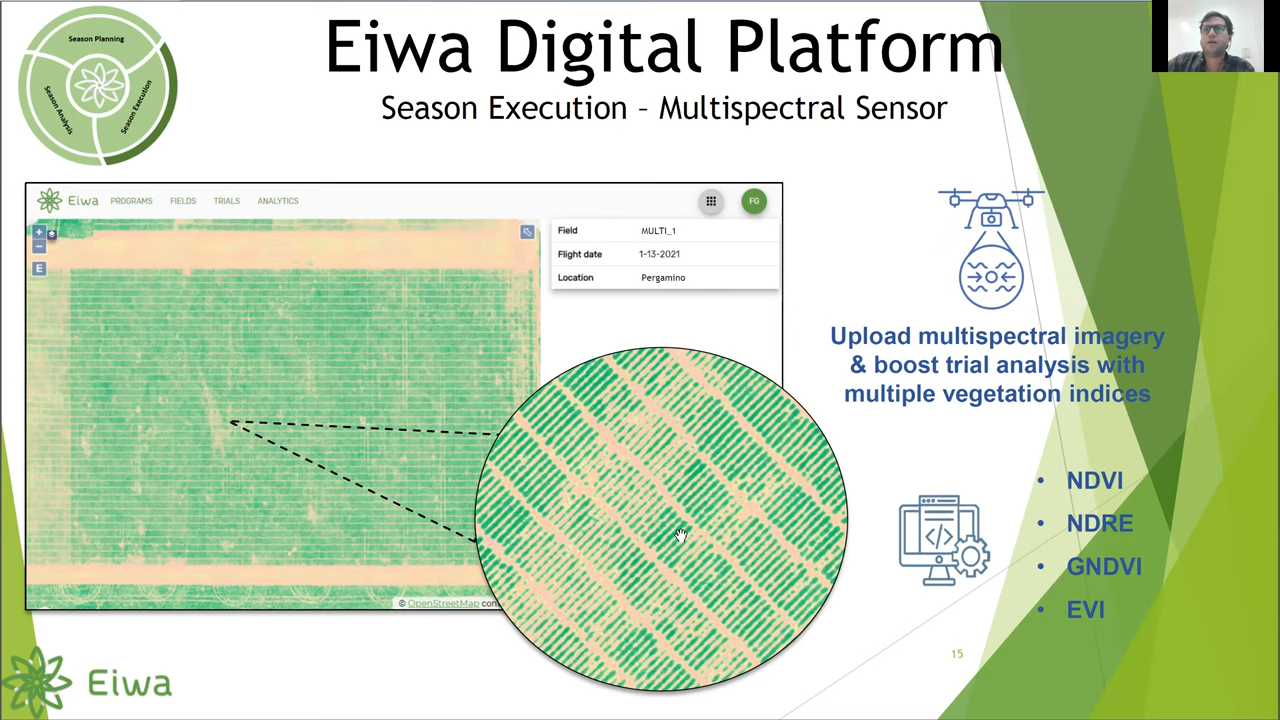 Season Planning
Season Analysis
Season Execution
Eiwa Digital Platform
Season Execution – Multispectral Sensor
Eiwa
PROGRAMS
FIELDS
TRIALS
ANALYTICS
FG
+
−
E
Field MULTI_1
Flight date 1-13-2021
Location Pergamino
© OpenStreetMap
Upload multispectral imagery
& boost trial analysis with
multiple vegetation indices
</>
• NDVI
• NDRE
• GNDVI
• EVI
15
Eiwa